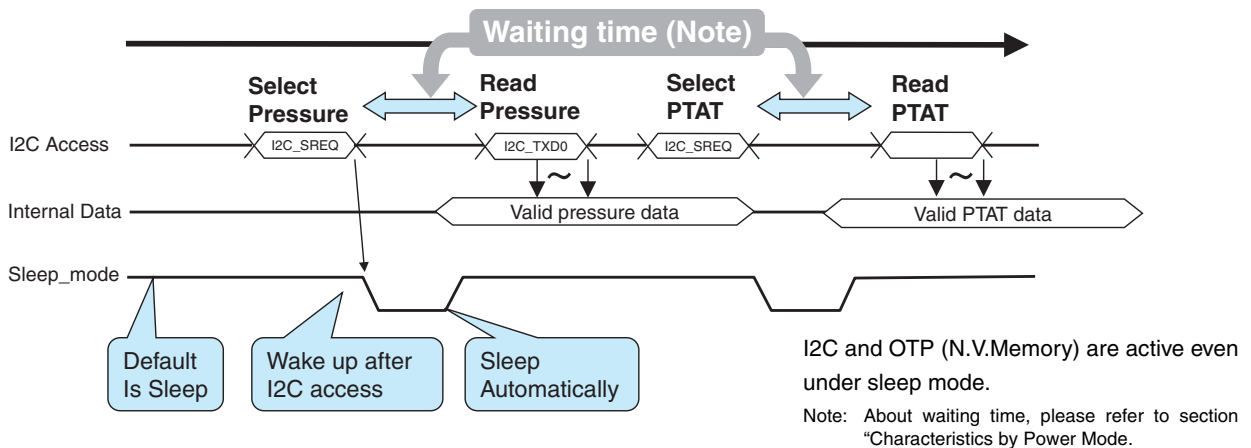 Waiting time (Note)
Select
Pressure
Read
Pressure
Select
PTAT
Read
PTAT
I2C Access
I2C_SREQ
I2C_TXD0
I2C_SREQ
~
~
Internal Data
Valid pressure data
Valid PTAT data
Sleep_mode
Default
Is Sleep
Wake up after
I2C access
Sleep
Automatically
I2C and OTP (N.V.Memory) are active even
under sleep mode.
Note: About waiting time, please refer to section
“Characteristics by Power Mode.